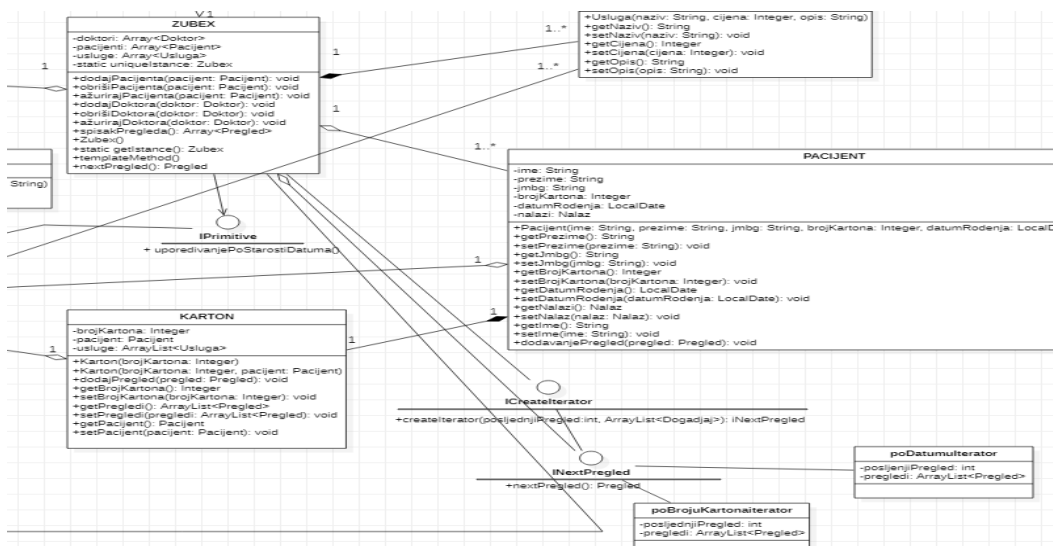 V 1
ZUBEX
-doktori: Array<Doktor>
-pacijenti: Array<Pacijent>
-usluge: Array<Usluga>
-static uniqueIstance: Zubex
+dodajPacijenta(pacijent: Pacijent): void
+obrišiPacijenta(pacijent: Pacijent): void
+ažurirajPacijenta(pacijent: Pacijent): void
+dodajDoktora(doktor: Doktor): void
+obrišiDoktora(doktor: Doktor): void
+ažurirajDoktora(doktor: Doktor): void
+spisakPregleda(): Array<Pregled>
+Zubex()
+static getIstance(): Zubex
+templateMethod()
+nextPregled(): Pregled
1
1
1
1..*
1..*
1..*
+Usluga(naziv: String, cijena: Integer, opis: String)
+getNaziv(): String
+setNaziv(naziv: String): void
+getCijena(): Integer
+setCijena(cijena: Integer): void
+getOpis(): String
+setOpis(opis: String): void
String)
IPrimitive
+ uporedivanjePoStarostiDatuma()
PACIJENT
-ime: String
-prezime: String
-jmbg: String
-brojKartona: Integer
-datumRodenja: LocalDate
-nalazi: Nalaz
+Pacijent(ime: String, prezime: String, jmbg: String, brojKartona: Integer, datumRodenja: LocalD
+getPrezime(): String
+setPrezime(prezime: String): void
+getJmbg(): String
+setJmbg(jmbg: String): void
+getBrojKartona(): Integer
+setBrojKartona(brojKartona: Integer): void
+getDatumRodenja(): LocalDate
+setDatumRodenja(datumRodenja: LocalDate): void
+getNalazi(): Nalaz
+setNalaz(nalaz: Nalaz): void
+getIme(): String
+setIme(ime: String): void
+dodavanjePregled(pregled: Pregled): void
1
1
1
1
KARTON
-brojKartona: Integer
-pacijent: Pacijent
-usluge: ArrayList<Usluga>
+Karton(brojKartona: Integer)
+Karton(brojKartona: Integer, pacijent: Pacijent)
+dodajPregled(pregled: Pregled): void
+getBrojKartona(): Integer
+setBrojKartona(brojKartona: Integer): void
+getPregledi(): ArrayList<Pregled>
+setPregledi(pregledi: ArrayList<Pregled): void
+getPacijent(): Pacijent
+setPacijent(pacijent: Pacijent): void
ICreateIterator
+createIterator(posljednjiPregled:int, ArrayList<Dogadjaj>): iNextPregled
INextPregled
+nextPregled(): Pregled
poDatumuIterator
-posljenjiPregled: int
-pregledi: ArrayList<Pregled>
poBrojuKartonaiterator
-posljednjiPregled: int
-pregledi: ArrayList<Pregled>